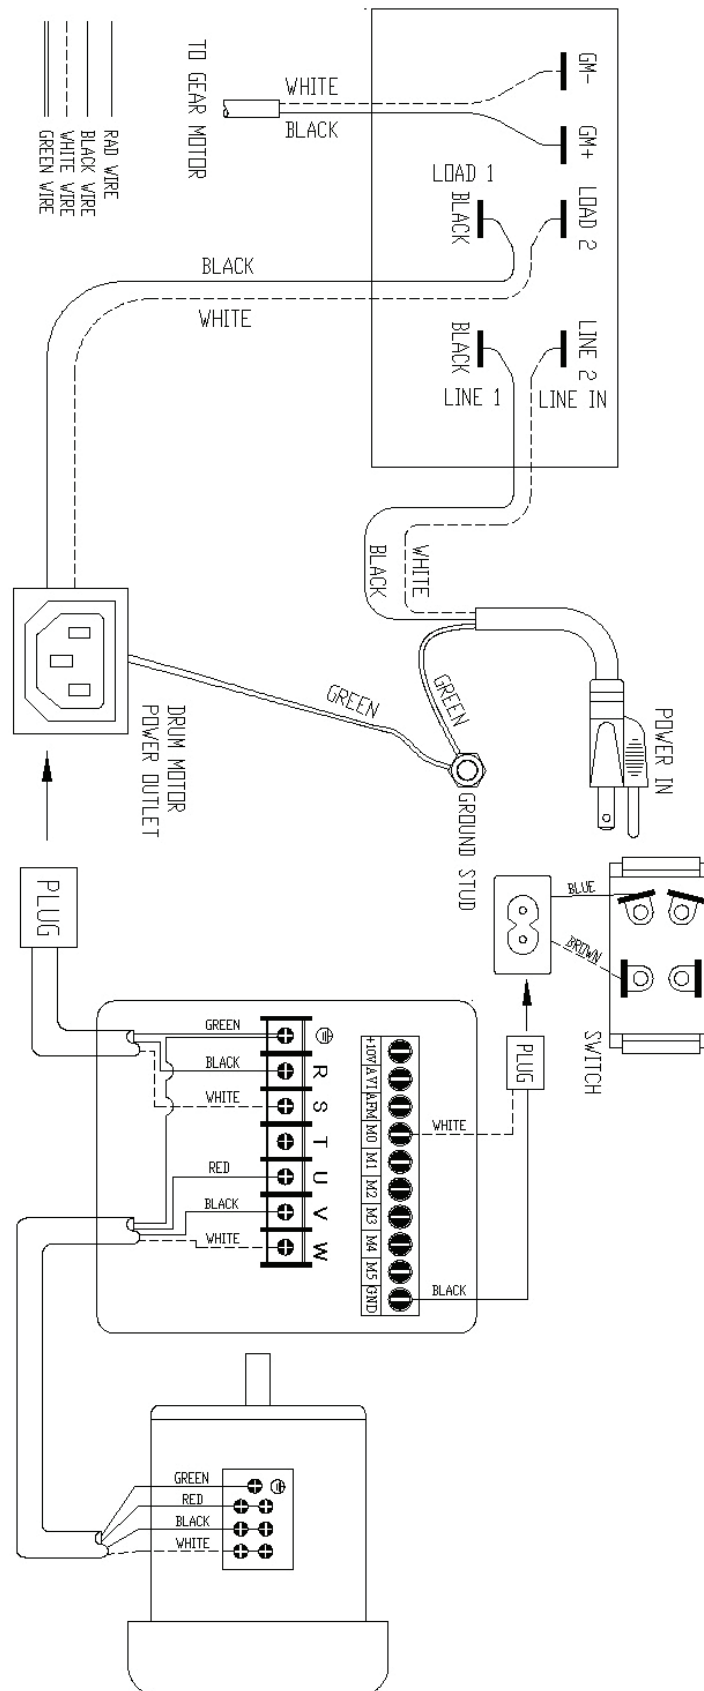 GM-
GM+
LOAD 2
LINE 2
LINE IN
LOAD 1
BLACK
BLACK
LINE 1
WHITE
BLACK
TO GEAR MOTOR
RAD WIRE
BLACK WIRE
WHITE WIRE
GREEN WIRE
BLACK
WHITE
WHITE
BLACK
GREEN
GREEN
DRUM MOTOR
POWER OUTLET
POWER IN
GROUND STUD
PLUG
BLUE
BROWN
SWITCH
PLUG
GREEN
BLACK
WHITE
RED
BLACK
WHITE
R
S
T
U
V
W
+10V
AVI
AFM
M0
M1
M2
M3
M4
M5
GND
WHITE
BLACK
GREEN
RED
BLACK
WHITE